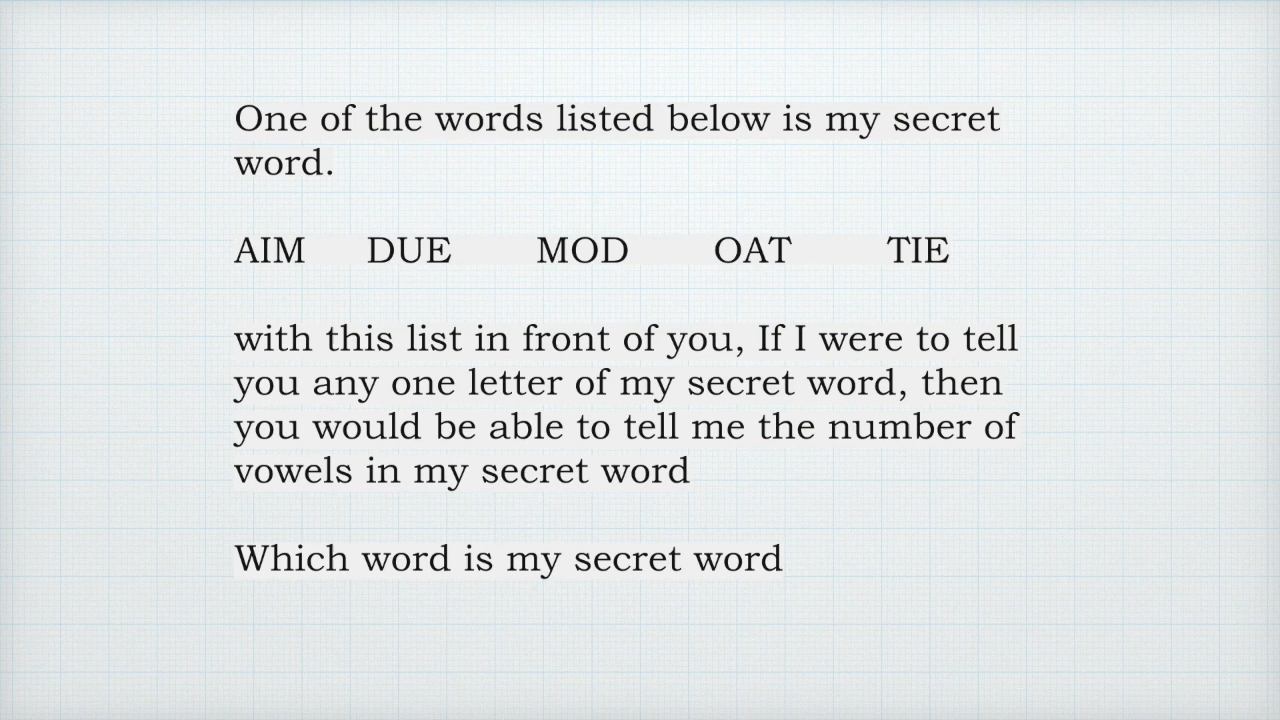 One of the words listed below is my secret
word.
AIM DUE MOD OAT TIE
with this list in front of you, If I were to tell
you any one letter of my secret word, then
you would be able to tell me the number of
vowels in my secret word
Which word is my secret word